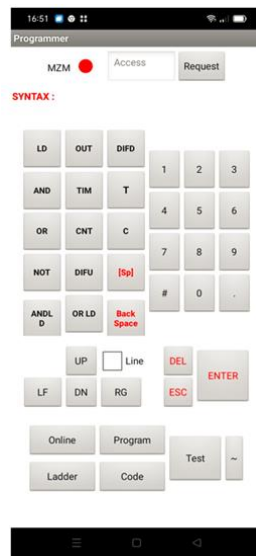 16:51
Programmer
MZM Access Request
SYNTAX :
LD OUT DIFD
1 2 3
AND TIM T
4 5 6
OR CNT C
7 8 9
NOT DIFU [Sp]
# 0 .
ANDL
D OR LD Back
Space
UP Line DEL
ENTER
LF DN RG ESC
Online Program
Test ~
Ladder Code